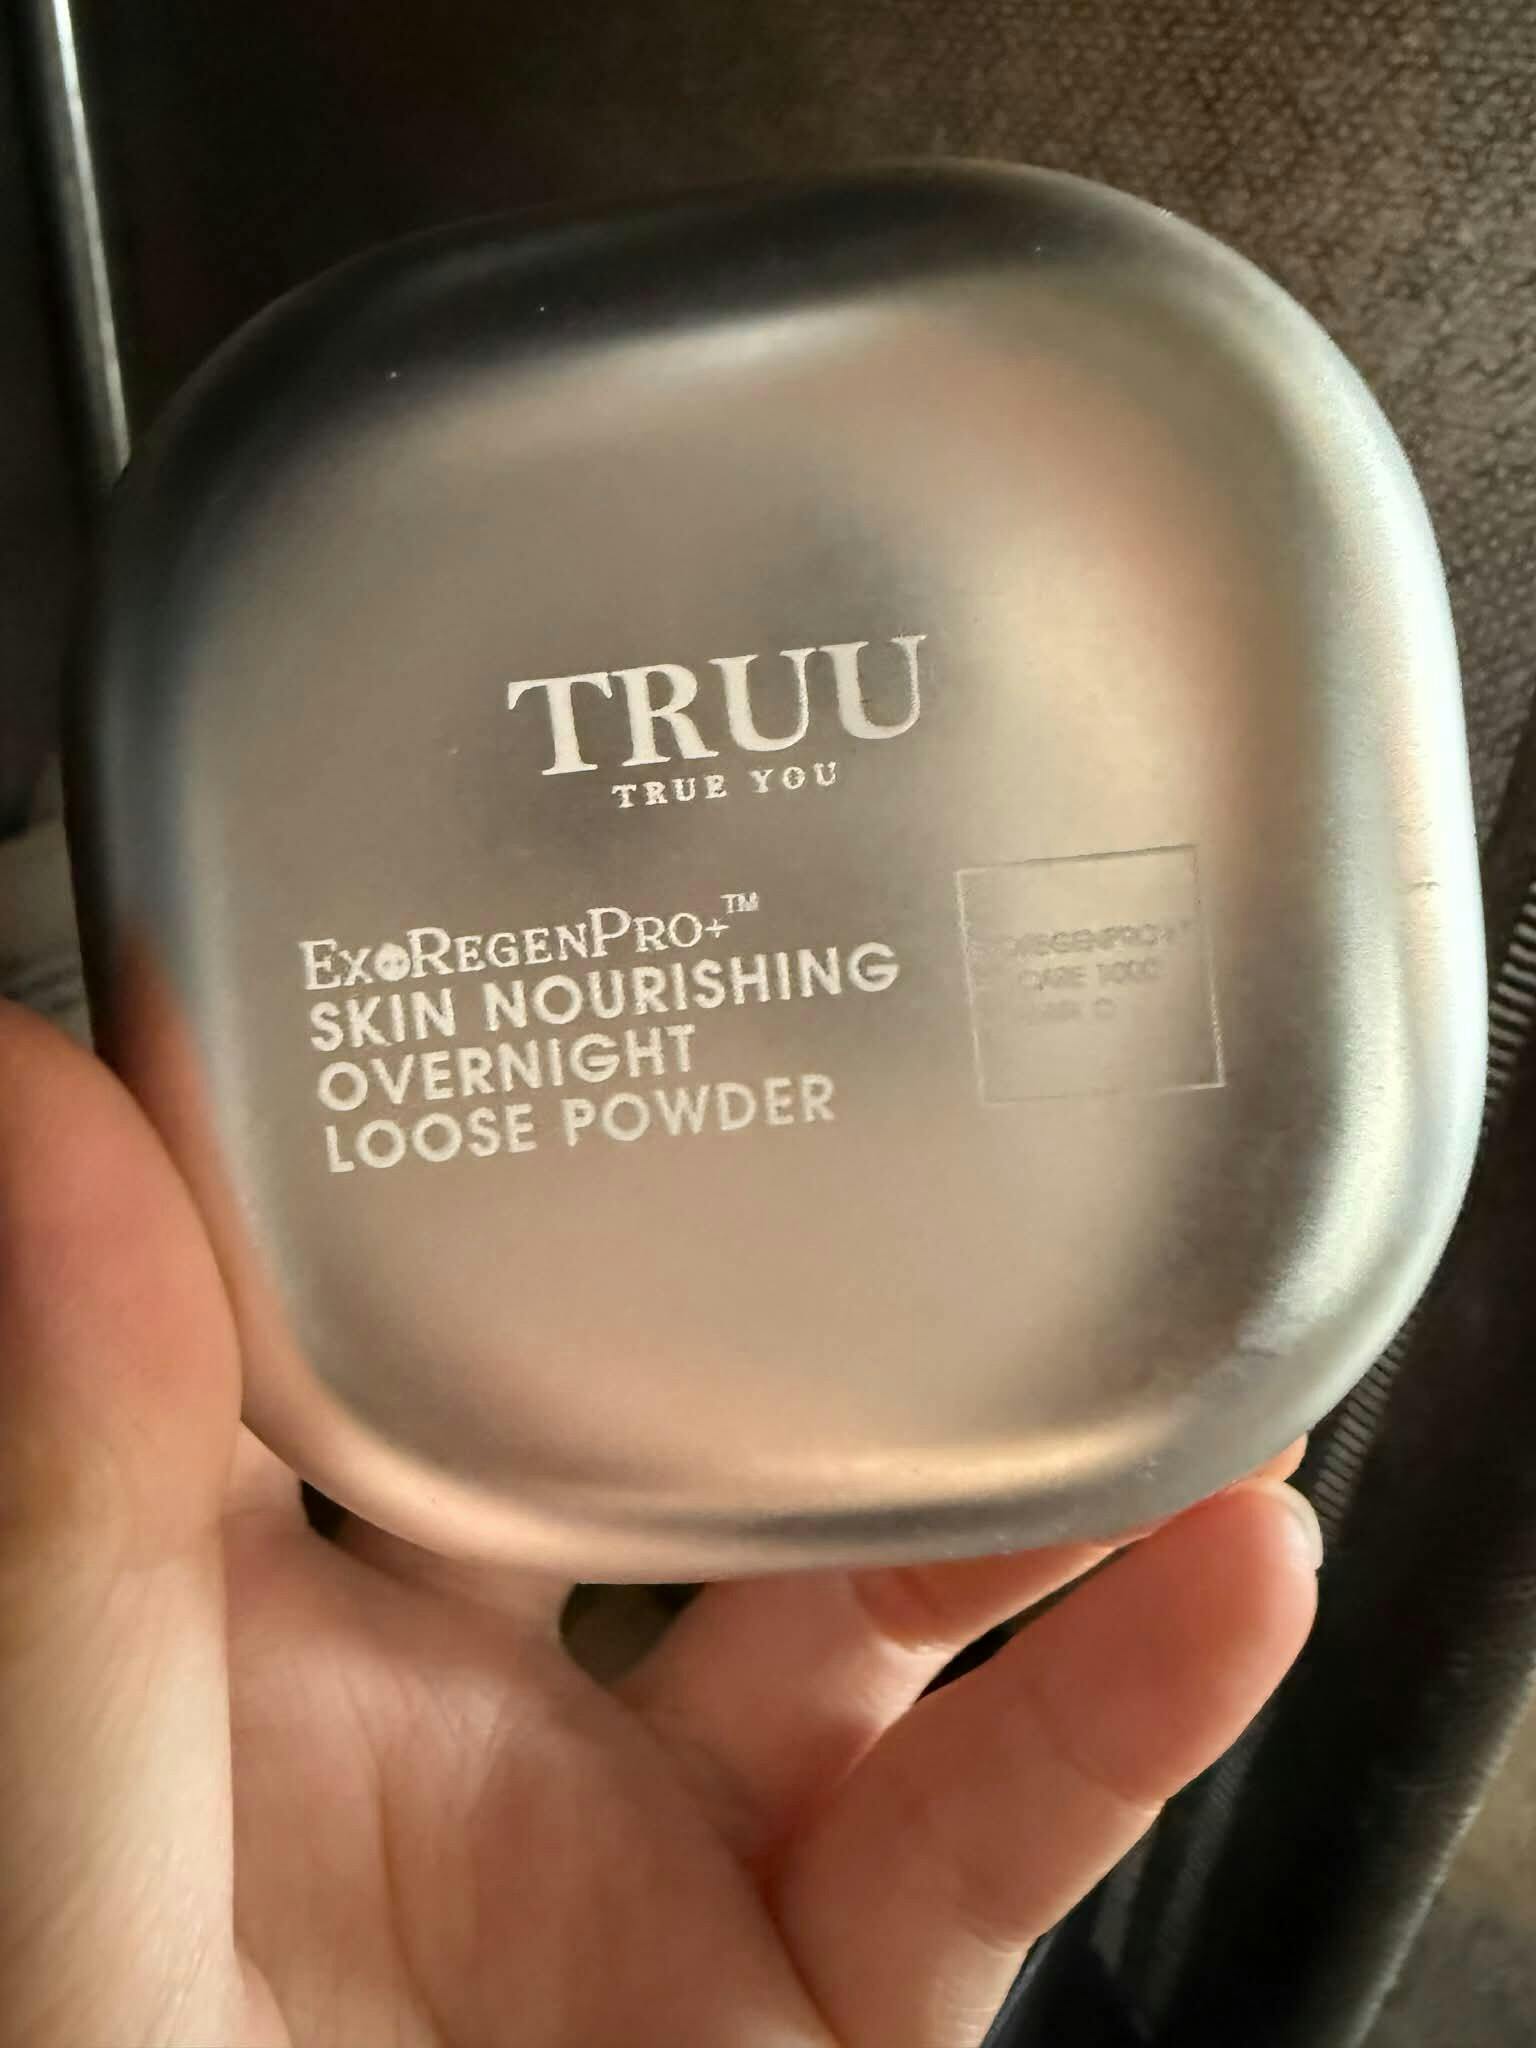 TRUU
TRUE YOU
EXOREGENPRO+™
SKIN NOURISHING
OVERNIGHT
LOOSE POWDER